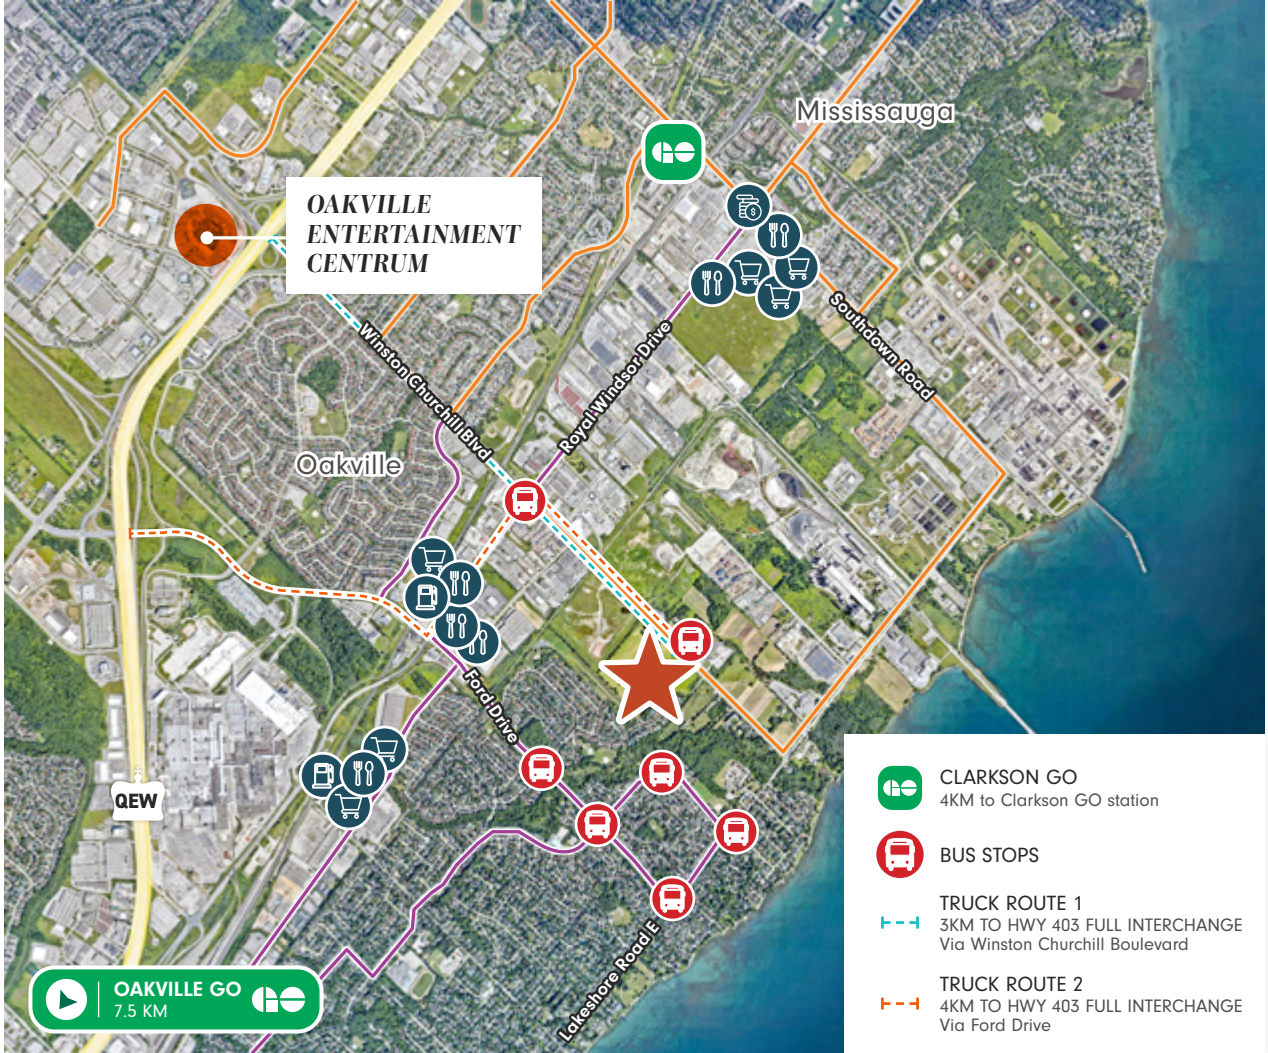 Mississauga
OAKVILLE
ENTERTAINMENT
CENTRUM
Winston Churchill Blvd
Royal Windsor Drive
Southdown Road
Oakville
Ford Drive
QEW
Lakeshore Road E
OAKVILLE GO
7.5 KM
CLARKSON GO
4KM to Clarkson GO station
BUS STOPS
TRUCK ROUTE 1
3KM TO HWY 403 FULL INTERCHANGE
Via Winston Churchill Boulevard
TRUCK ROUTE 2
4KM TO HWY 403 FULL INTERCHANGE
Via Ford Drive